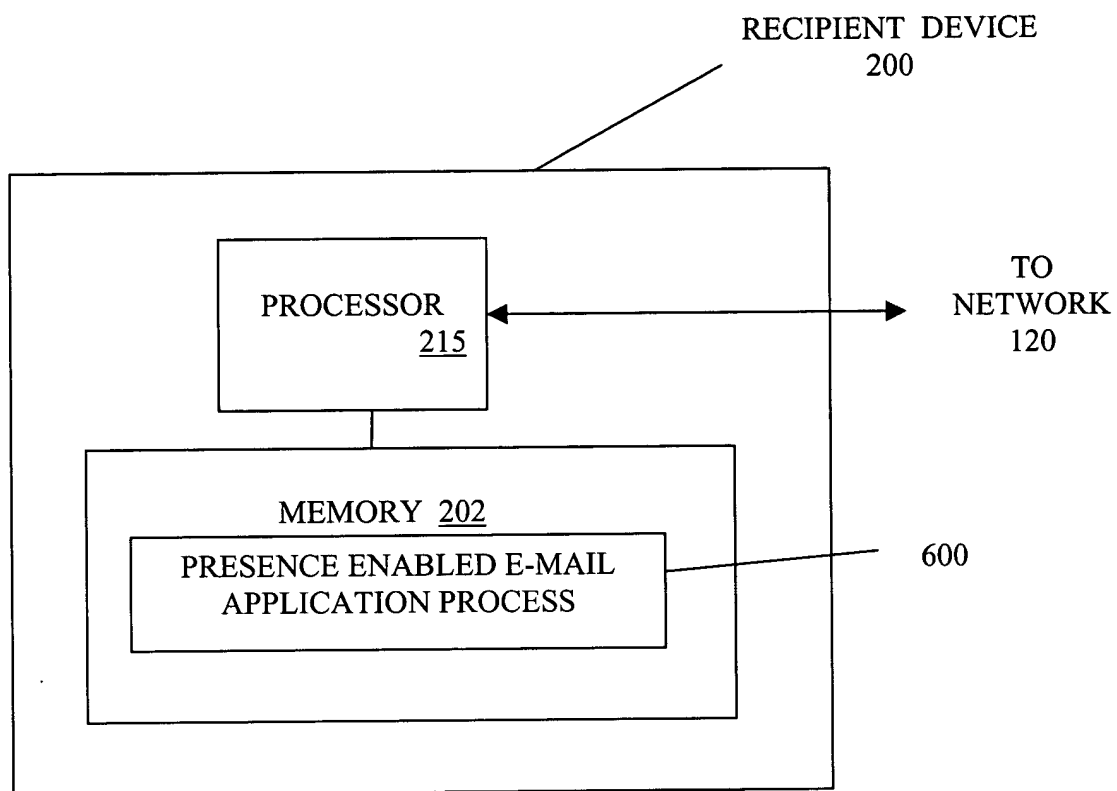 RECIPIENT DEVICE
200
PROCESSOR
215
TO
NETWORK
120
MEMORY 202
PRESENCE ENABLED E-MAIL
APPLICATION PROCESS
600